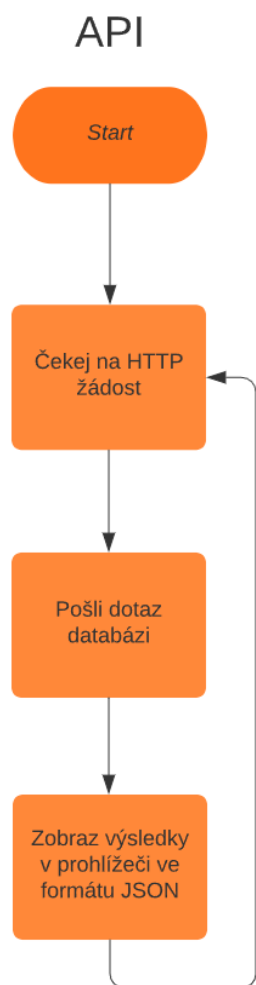 API
Start
Čekej na HTTP
žádost
Pošli dotaz
databázi
Zobraz výsledky
v prohlížeči ve
formátu JSON